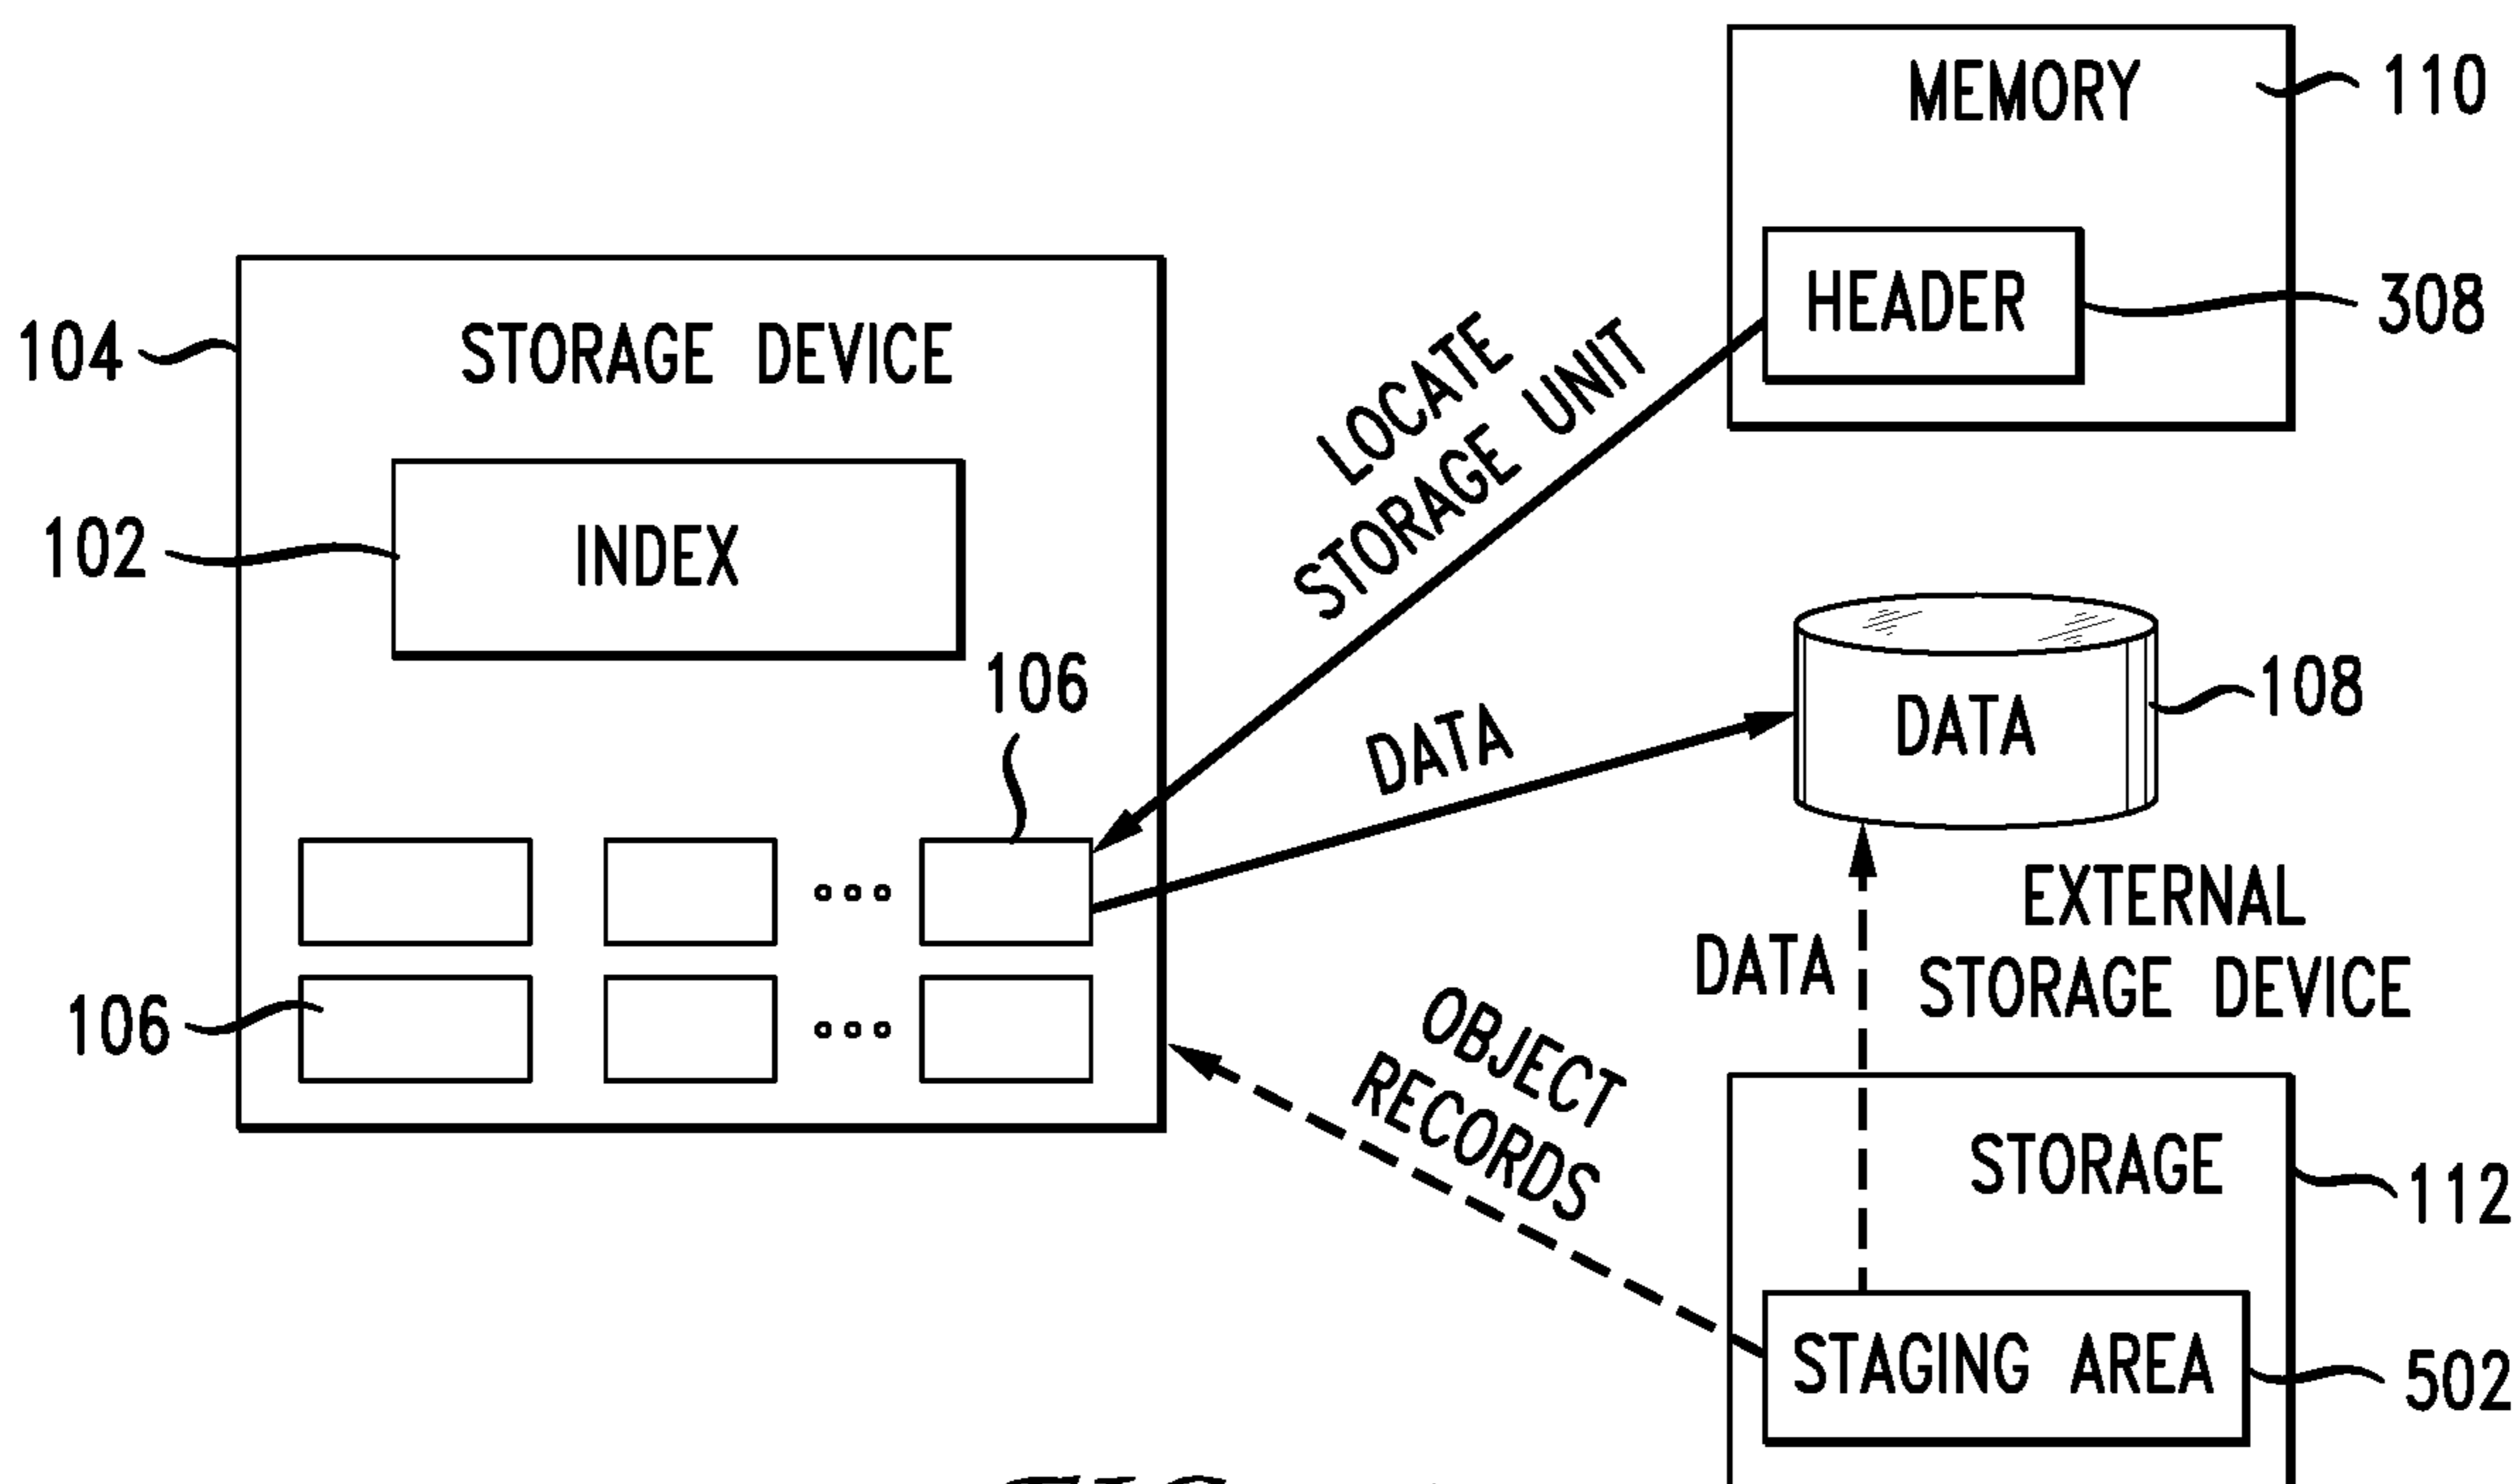 MEMORY
110
HEADER
308
104
STORAGE DEVICE
LOCATE
STORAGE UNIT
102
INDEX
106
DATA
DATA
108
106
DATA
EXTERNAL
STORAGE DEVICE
OBJECT
RECORDS
STORAGE
112
STAGING AREA
502